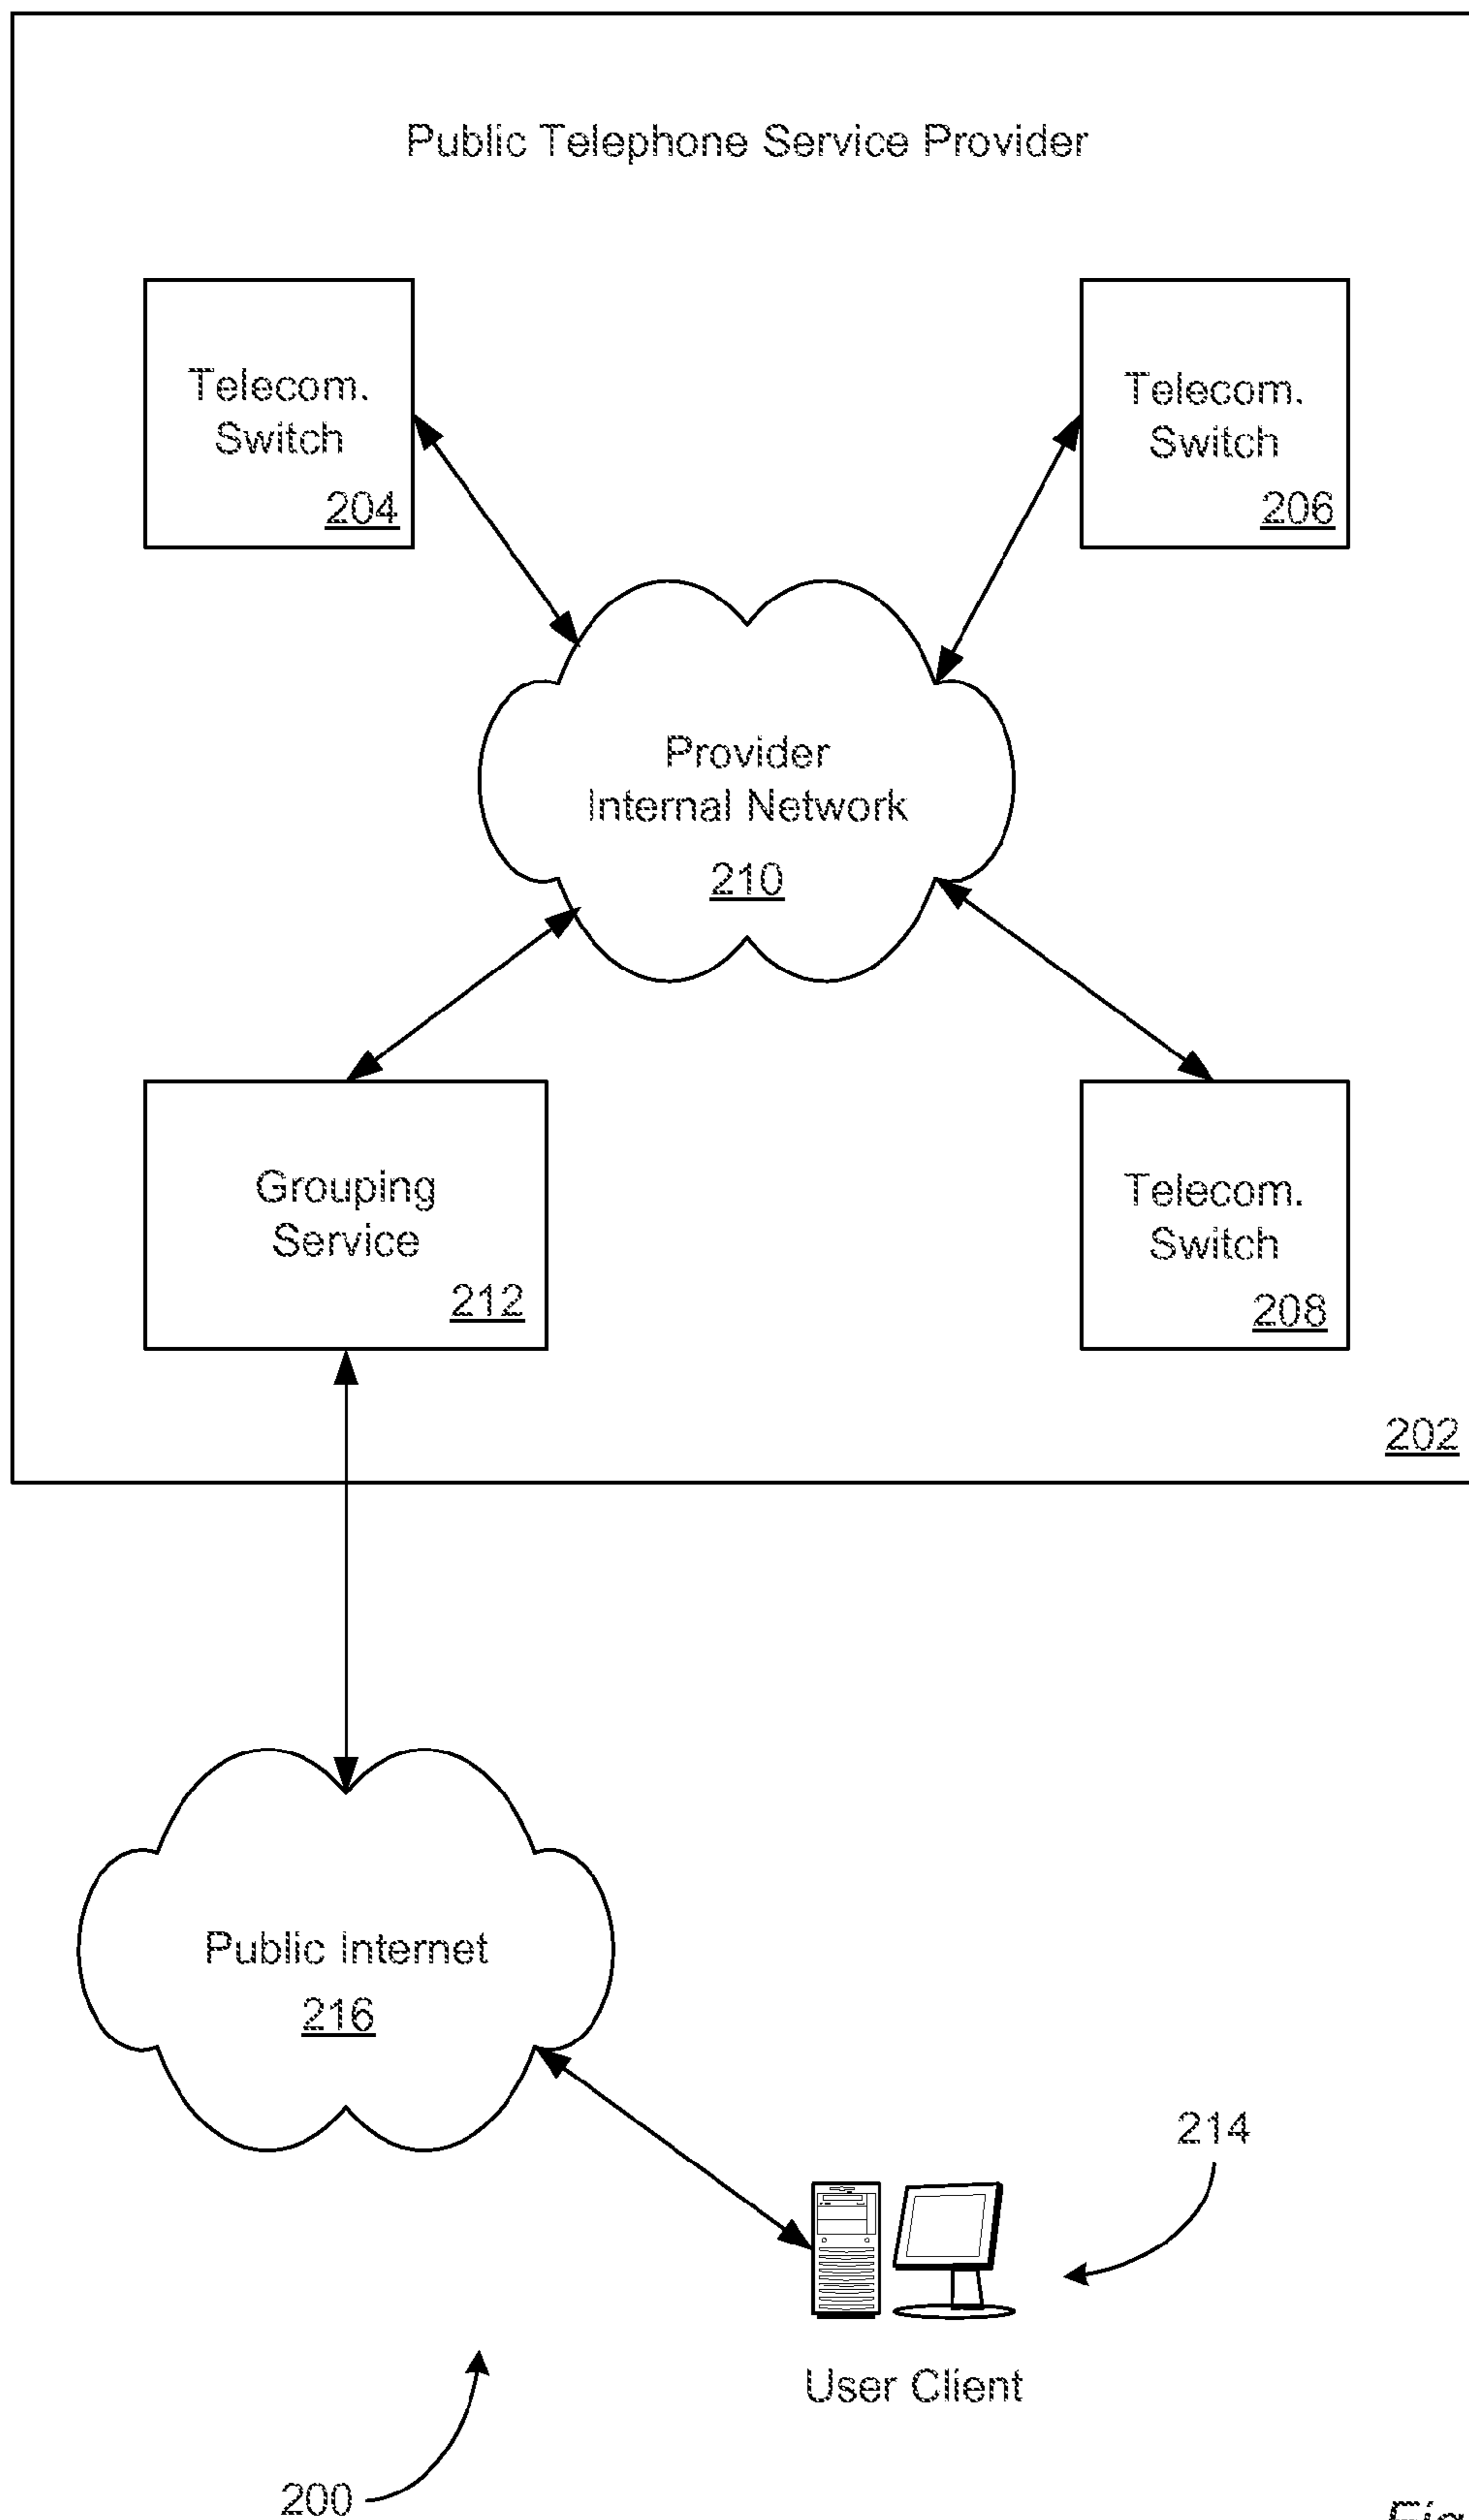 Public Telephone Service Provider
Telecom.
Switch
204
Telecom.
Switch
206
Provider
Internal Network
210
Grouping
Service
212
Telecom.
Switch
208
202
Public Internet
216
214
User Client
200